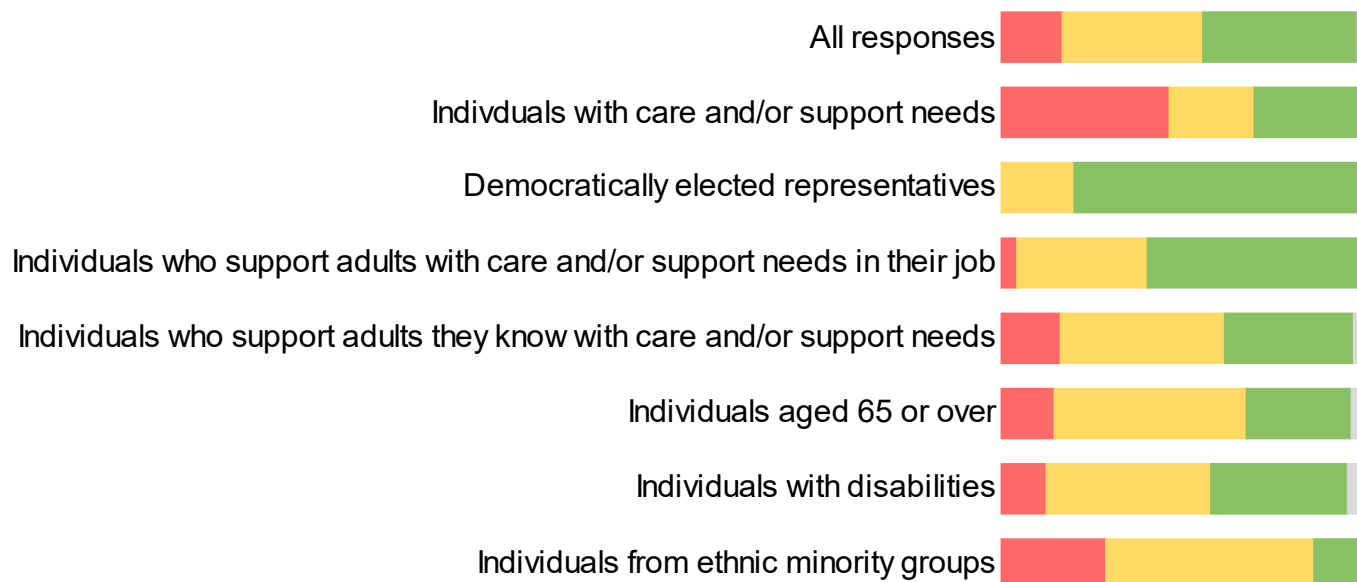 All responses
Indivduals with care and/or support needs
Democratically elected representatives
Individuals who support adults with care and/or support needs in their job
Individuals who support adults they know with care and/or support needs
Individuals aged 65 or over
Individuals with disabilities
Individuals from ethnic minority groups